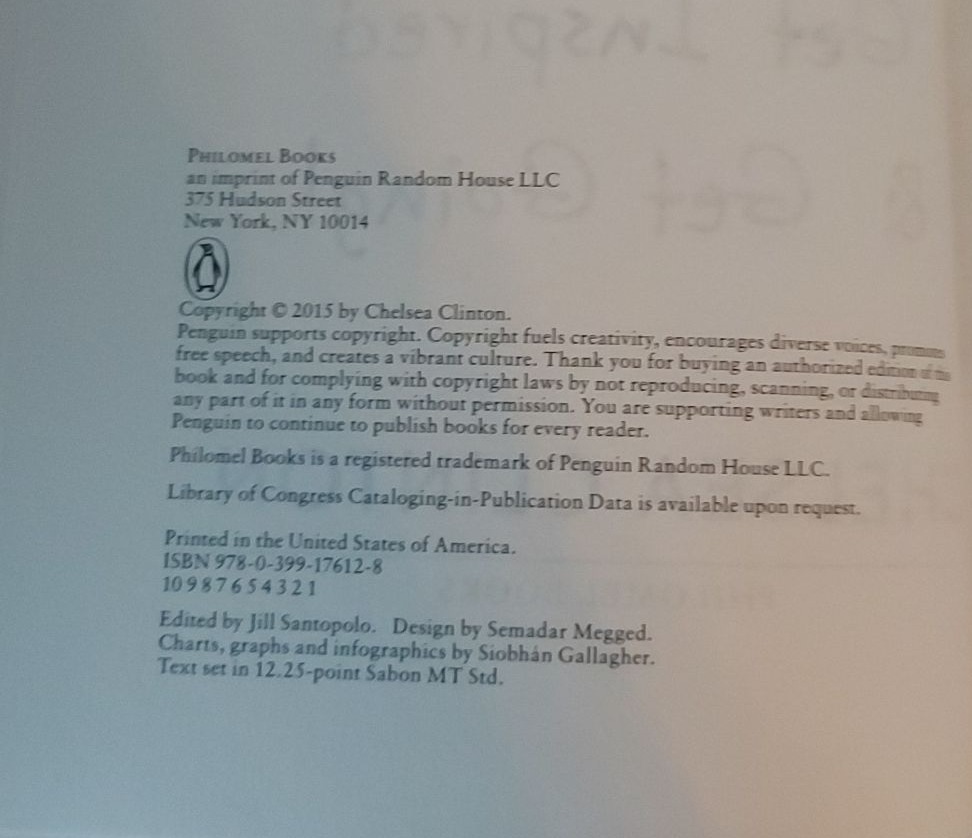 PHILOMEL BOOKS
an imprint of Penguin Random House LLC
375 Hudson Street
New York, NY 10014
Copyright © 2015 by Chelsea Clinton.
Penguin supports copyright. Copyright fuels creativity, encourages diverse voices, promotes
free speech, and creates a vibrant culture. Thank you for buying an authorized edition of this
book and for complying with copyright laws by not reproducing, scanning, or distributing
any part of it in any form without permission. You are supporting writers and allowing
Penguin to continue to publish books for every reader.
Philomel Books is a registered trademark of Penguin Random House LLC.
Library of Congress Cataloging-in-Publication Data is available upon request.
Printed in the United States of America.
ISBN 978-0-399-17612-8
10 9 8 7 6 5 4 3 2 1
Edited by Jill Santopolo. Design by Semadar Megged.
Charts, graphs and infographics by Siobhán Gallagher.
Text set in 12.25-point Sabon MT Std.